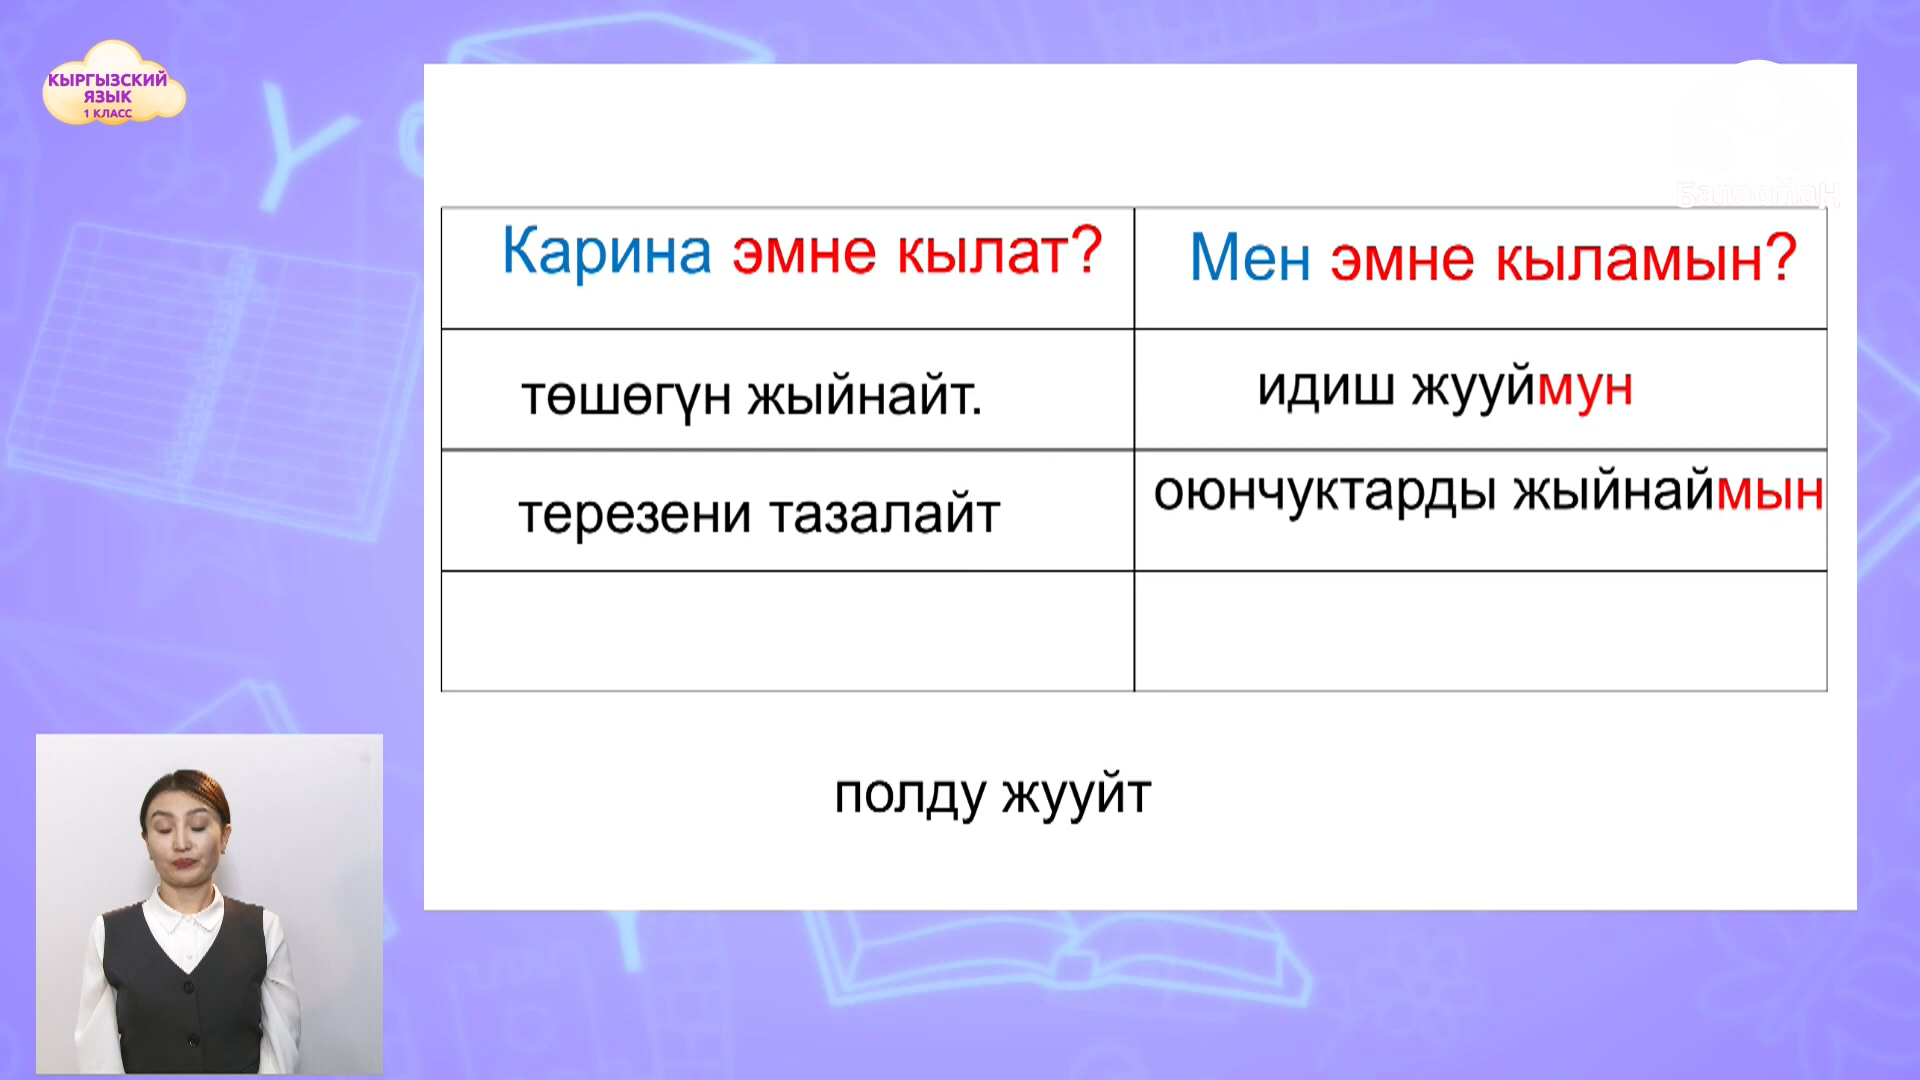 КЫРГЫЗСКИЙ
ЯЗЫК
1 КЛАСС
Баластан
Карина эмне кылат?
Мен эмне кыламын?
төшөгүн жыйнайт.
идиш жууймун
терезени тазалайт
оюнчуктарды жыйнаймын
полду жууйт